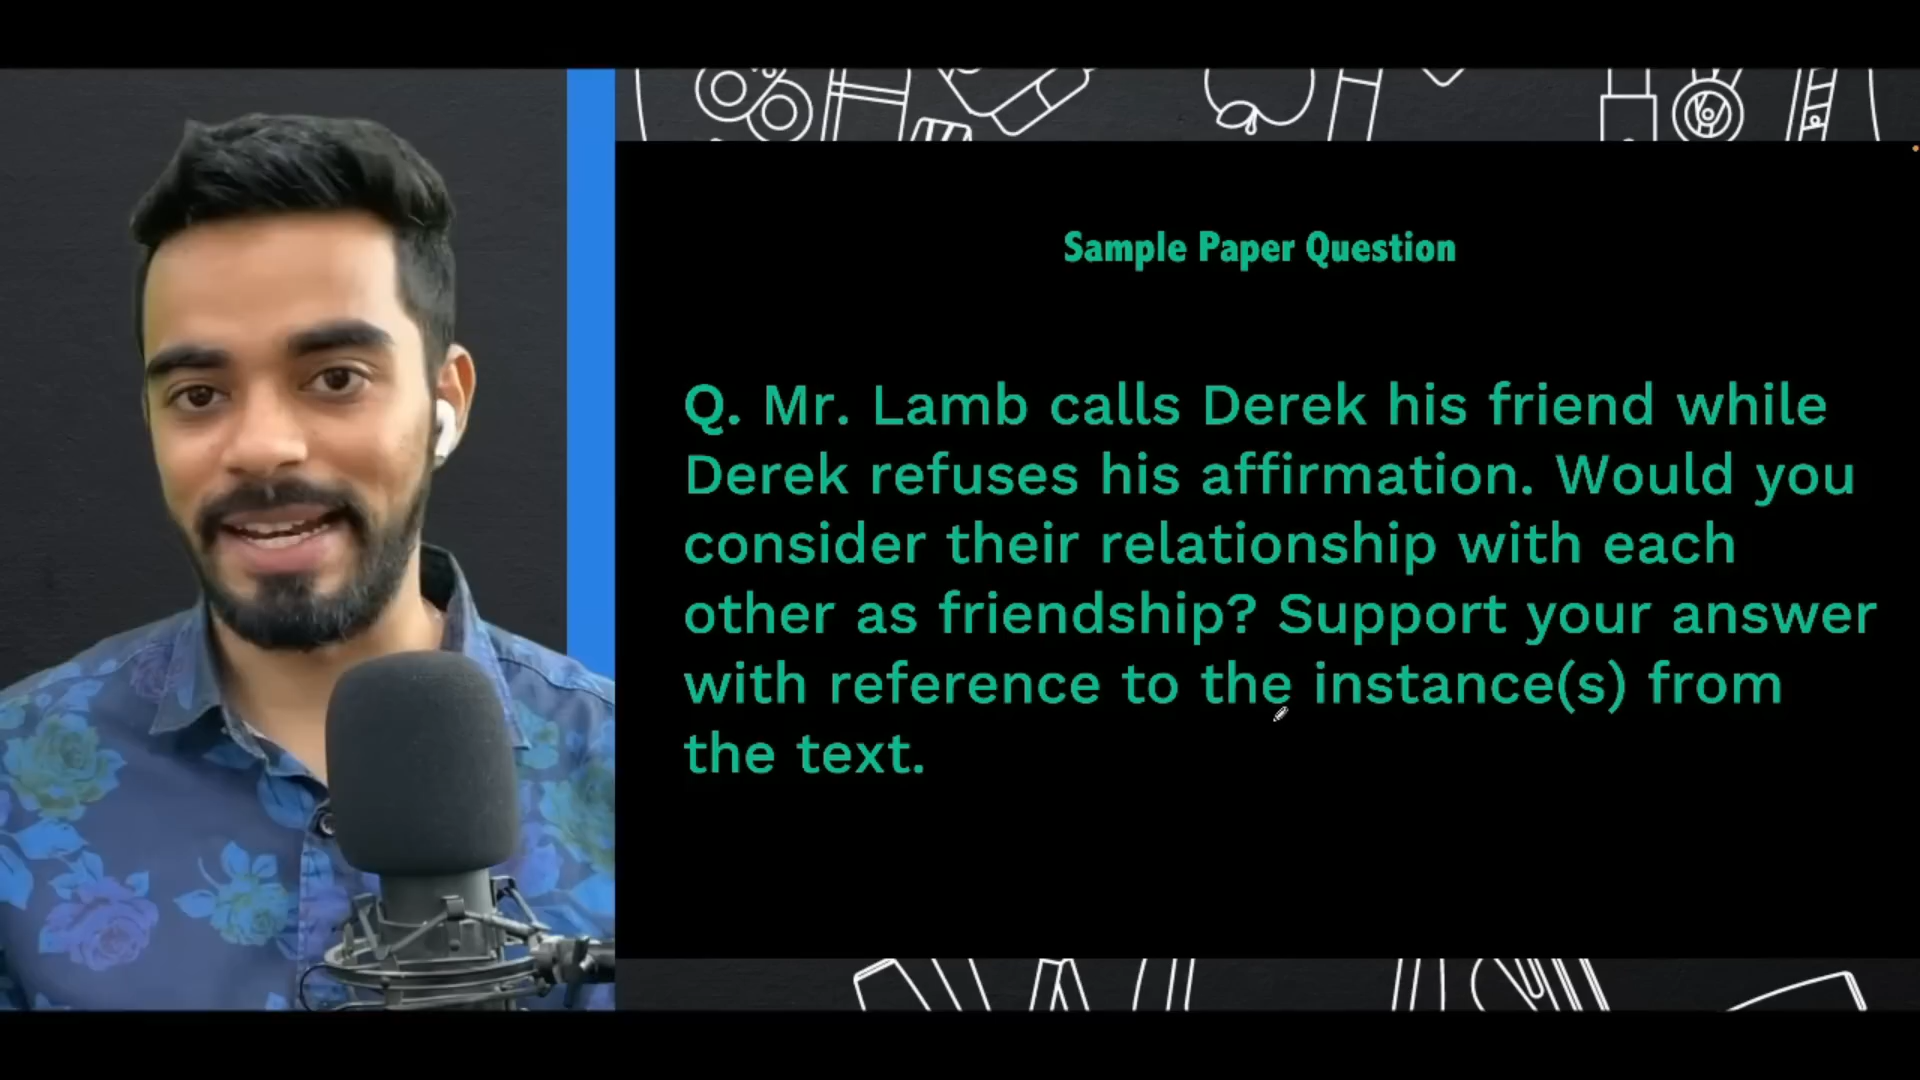 Sample Paper Question
Q. Mr. Lamb calls Derek his friend while
Derek refuses his affirmation. Would you
consider their relationship with each
other as friendship? Support your answer
with reference to the instance(s) from
the text.